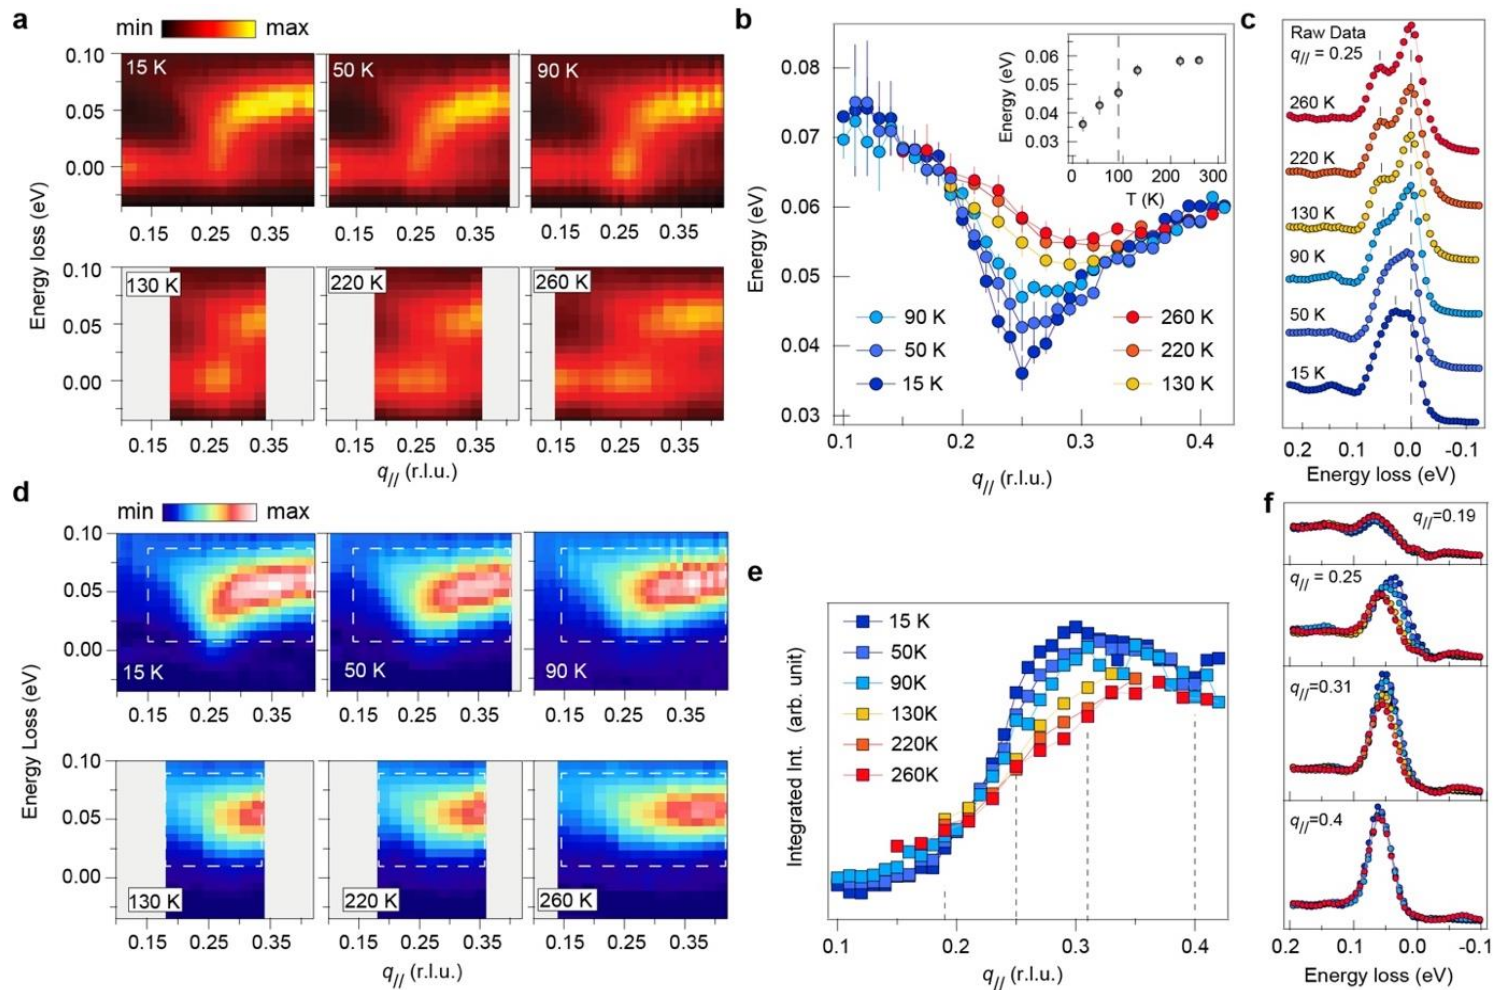 a
min max
0.10
0.05
0.00
15 K
50 K
90 K
0.15 0.25 0.35
0.15 0.25 0.35
0.15 0.25 0.35
Energy loss (eV)
0.10
0.05
0.00
130 K
220 K
260 K
0.15 0.25 0.35
0.15 0.25 0.35
0.15 0.25 0.35
q// (r.l.u.)
b
0.08
0.07
0.06
0.05
0.04
0.03
Energy (eV)
0.06
0.05
0.04
0.03
Energy (eV)
0 100 200 300
T (K)
90 K
50 K
15 K
260 K
220 K
130 K
0.1 0.2 0.3 0.4
q// (r.l.u.)
c
Raw Data
q// = 0.25
260 K
220 K
130 K
90 K
50 K
15 K
0.2 0.1 0.0 -0.1
Energy loss (eV)
d
min max
0.10
0.05
0.00
15 K
50 K
90 K
0.15 0.25 0.35
0.15 0.25 0.35
0.15 0.25 0.35
Energy Loss (eV)
0.10
0.05
0.00
130 K
220 K
260 K
0.15 0.25 0.35
0.15 0.25 0.35
0.15 0.25 0.35
q// (r.l.u.)
e
Integrated Int. (arb. unit)
15 K
50K
90K
130K
220K
260K
0.1 0.2 0.3 0.4
q// (r.l.u.)
f
q//=0.19
q// = 0.25
q//=0.31
q//=0.4
0.2 0.1 0.0 -0.1
Energy loss (eV)